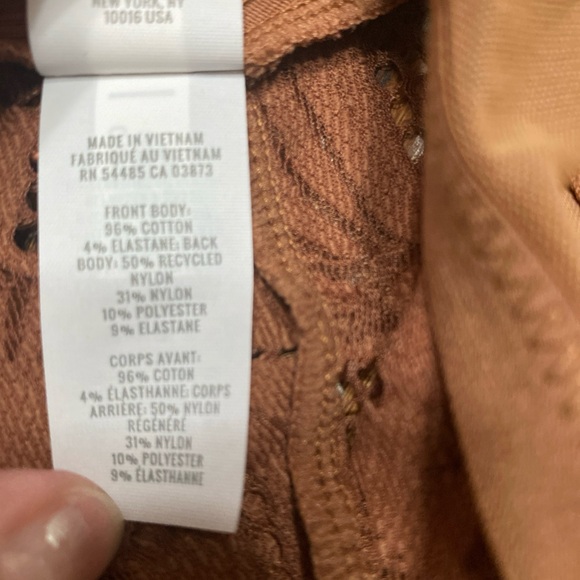 NEW YORK, NY
10016 USA
MADE IN VIETNAM
FABRIQUÉ AU VIETNAM
RN 54485 CA 03873
FRONT BODY:
96% COTTON
4% ELASTANE; BACK
BODY: 50% RECYCLED
NYLON
31% NYLON
10% POLYESTER
9% ELASTANE
CORPS AVANT:
96% COTON
4% ÉLASTHANNE; CORPS
ARRIÈRE: 50% NYLON
RÉGÉNÉRÉ
31% NYLON
10% POLYESTER
9% ÉLASTHANNE